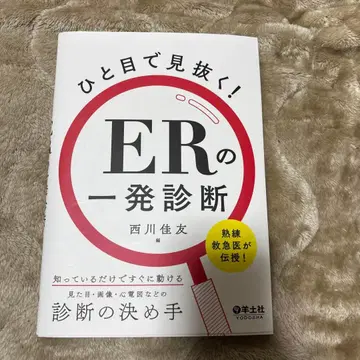 ひと目で見抜く!
ERの
一発診断
西川佳友 編
熟練
救急医が
伝授!
知っているだけですぐに動ける
見た目・画像・心電図などの
診断の決め手
羊土社
YODOSHA